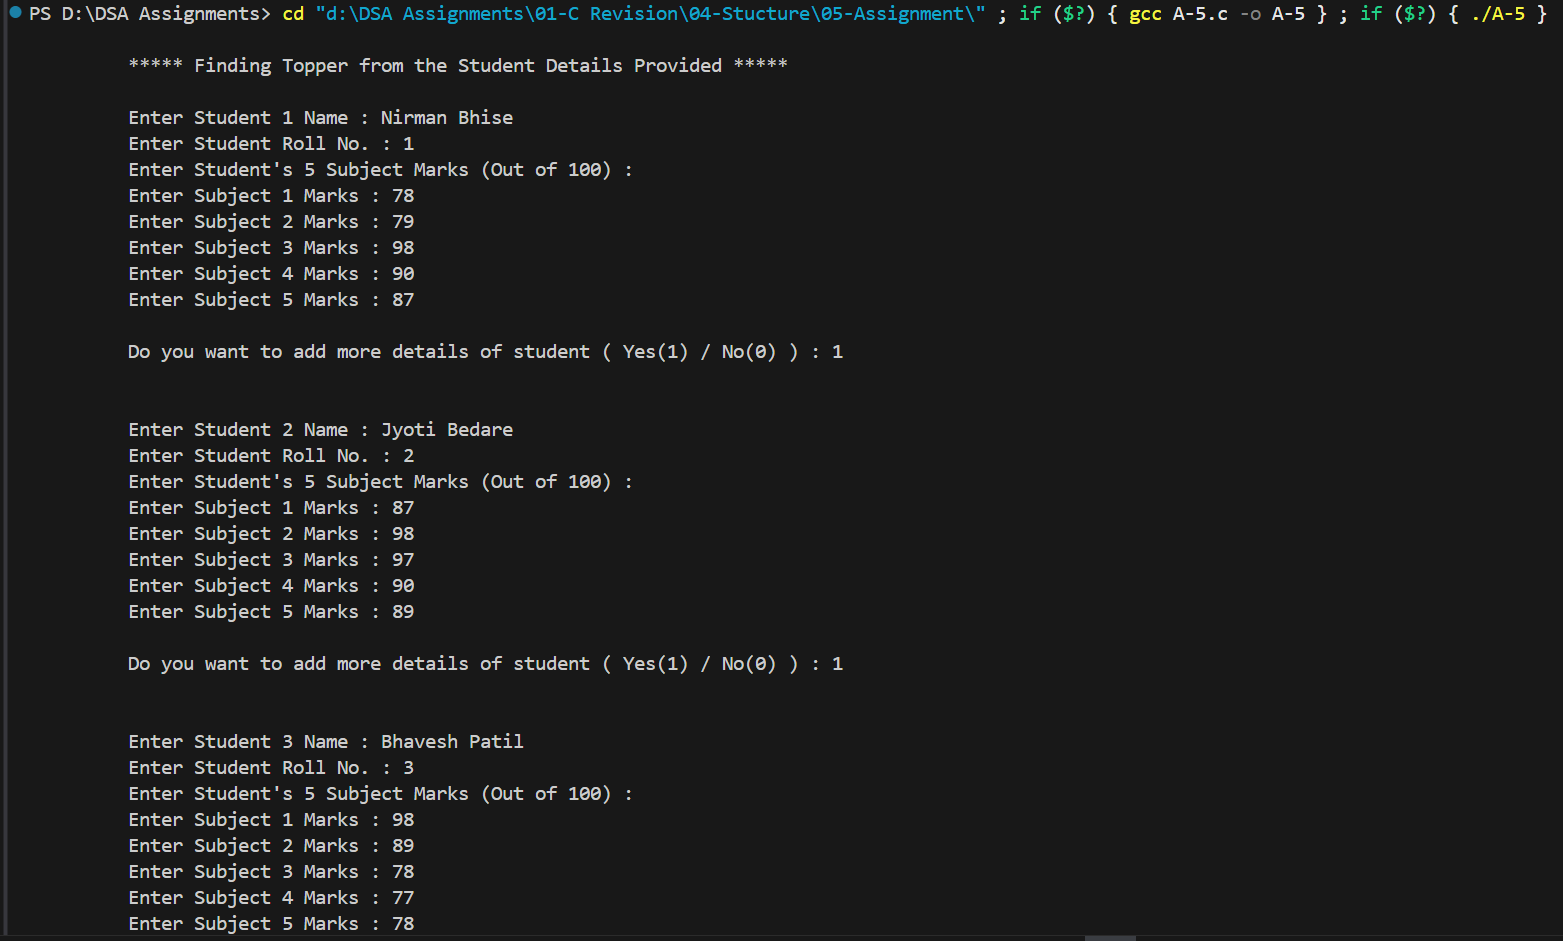 PS D:\DSA Assignments> cd "d:\DSA Assignments\01-C Revision\04-Stucture\05-Assignment\" ; if ($?) { gcc A-5.c -o A-5 } ; if ($?) { ./A-5 }
***** Finding Topper from the Student Details Provided *****
Enter Student 1 Name : Nirman Bhise
Enter Student Roll No. : 1
Enter Student's 5 Subject Marks (Out of 100) :
Enter Subject 1 Marks : 78
Enter Subject 2 Marks : 79
Enter Subject 3 Marks : 98
Enter Subject 4 Marks : 90
Enter Subject 5 Marks : 87
Do you want to add more details of student ( Yes(1) / No(0) ) : 1
Enter Student 2 Name : Jyoti Bedare
Enter Student Roll No. : 2
Enter Student's 5 Subject Marks (Out of 100) :
Enter Subject 1 Marks : 87
Enter Subject 2 Marks : 98
Enter Subject 3 Marks : 97
Enter Subject 4 Marks : 90
Enter Subject 5 Marks : 89
Do you want to add more details of student ( Yes(1) / No(0) ) : 1
Enter Student 3 Name : Bhavesh Patil
Enter Student Roll No. : 3
Enter Student's 5 Subject Marks (Out of 100) :
Enter Subject 1 Marks : 98
Enter Subject 2 Marks : 89
Enter Subject 3 Marks : 78
Enter Subject 4 Marks : 77
Enter Subject 5 Marks : 78